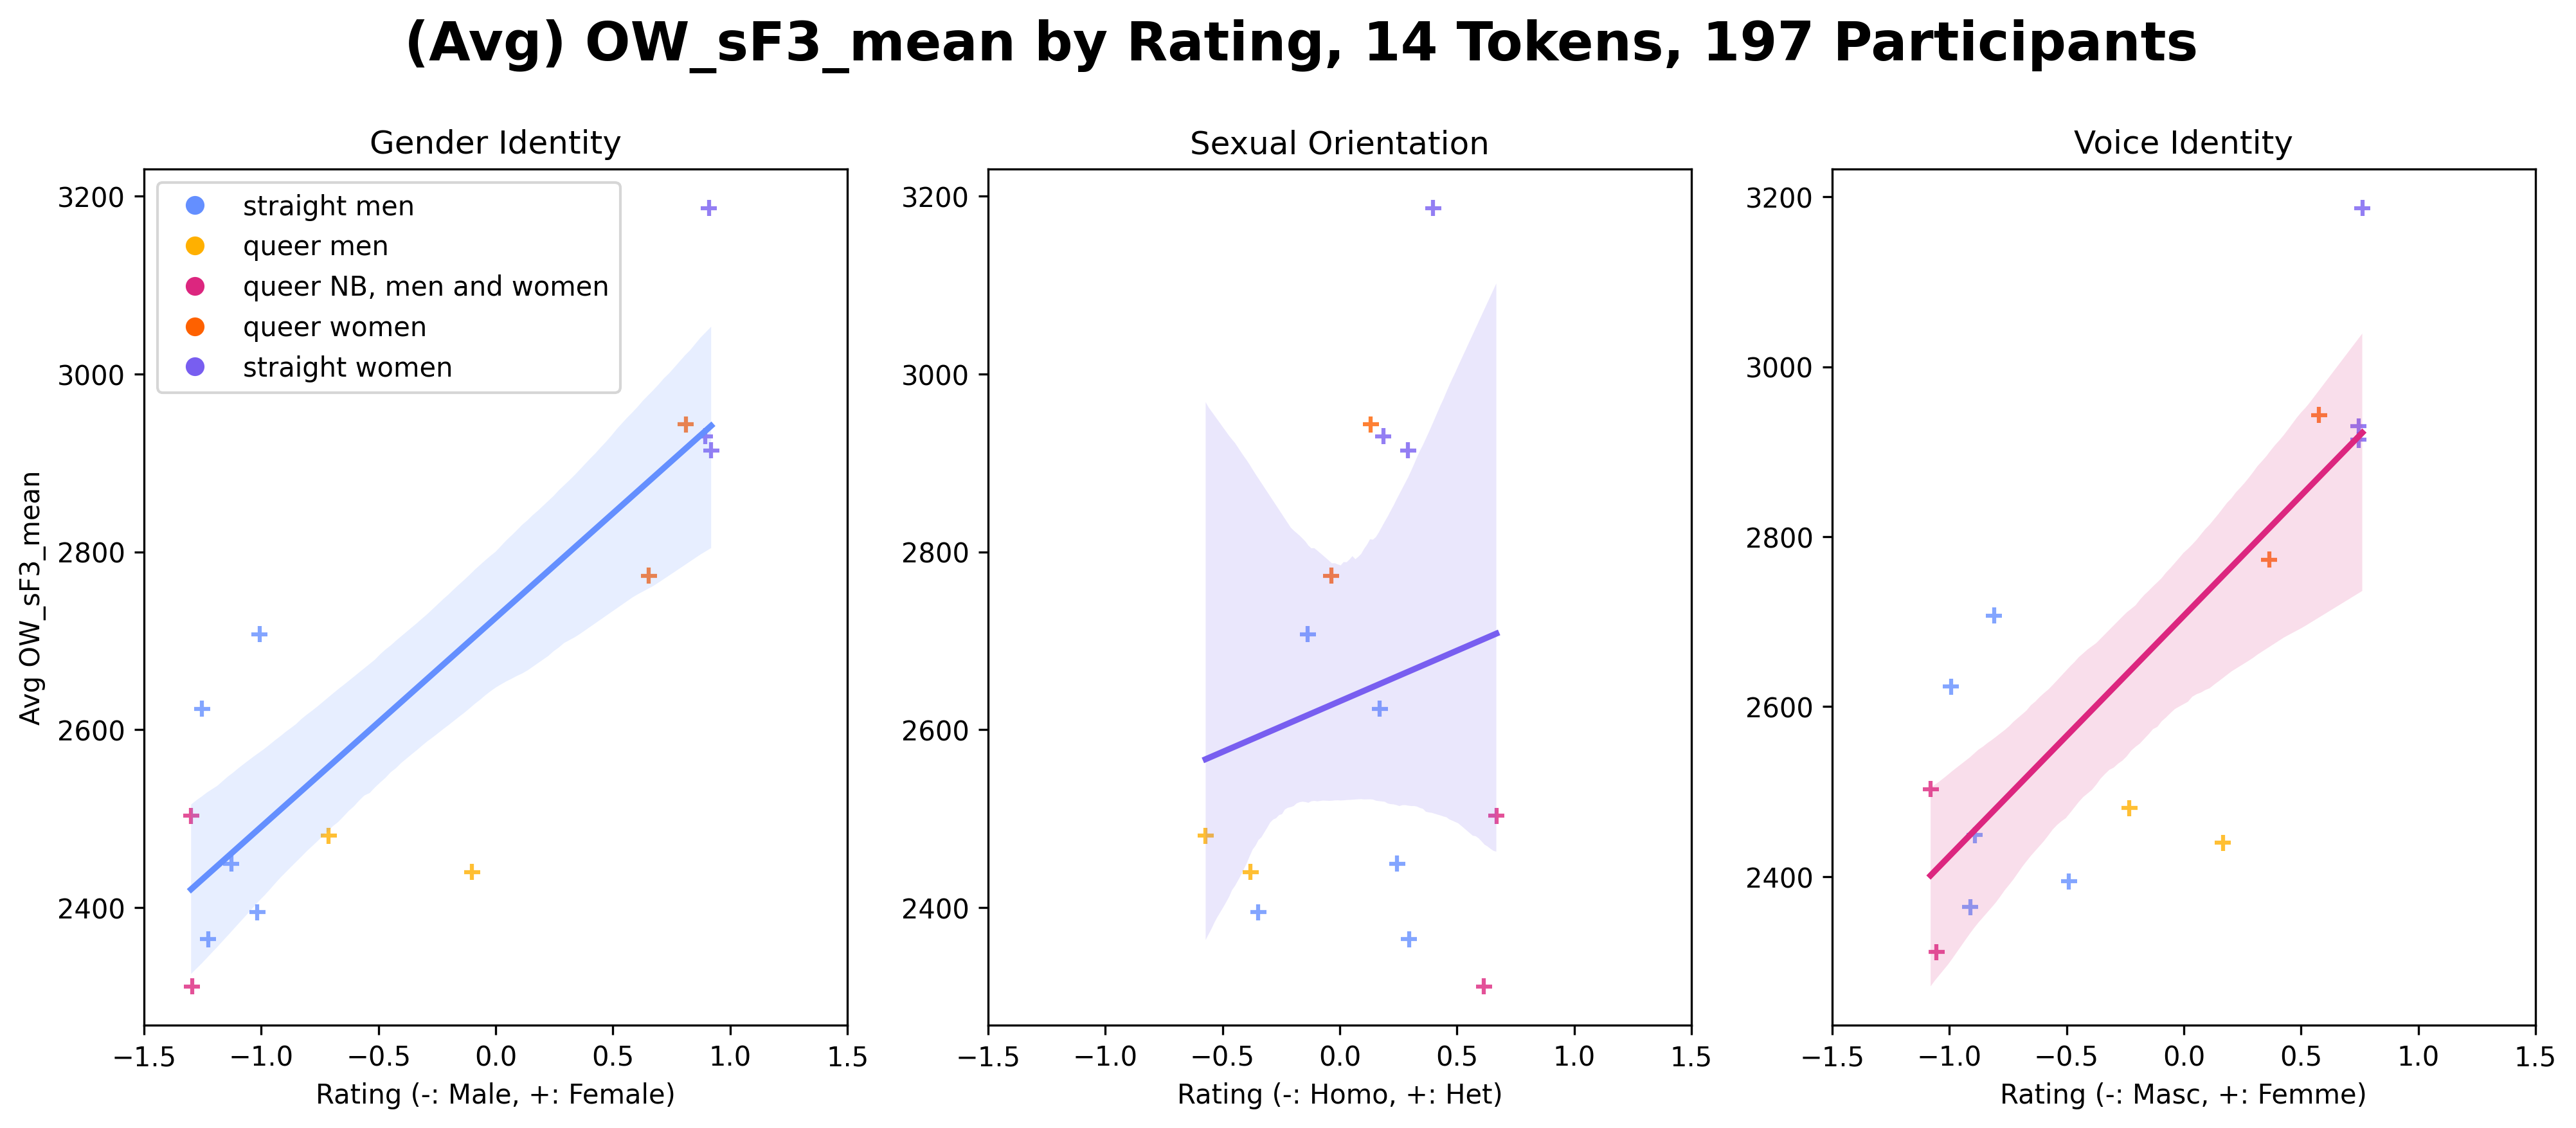 (Avg) OW_sF3_mean by Rating, 14 Tokens, 197 Participants
Gender Identity
3200
3000
2800
2600
2400
Avg OW_sF3_mean
straight men
queer men
queer NB, men and women
queer women
straight women
−1.5 −1.0 −0.5 0.0 0.5 1.0 1.5
Rating (-: Male, +: Female)
Sexual Orientation
3200
3000
2800
2600
2400
−1.5 −1.0 −0.5 0.0 0.5 1.0 1.5
Rating (-: Homo, +: Het)
Voice Identity
3200
3000
2800
2600
2400
−1.5 −1.0 −0.5 0.0 0.5 1.0 1.5
Rating (-: Masc, +: Femme)